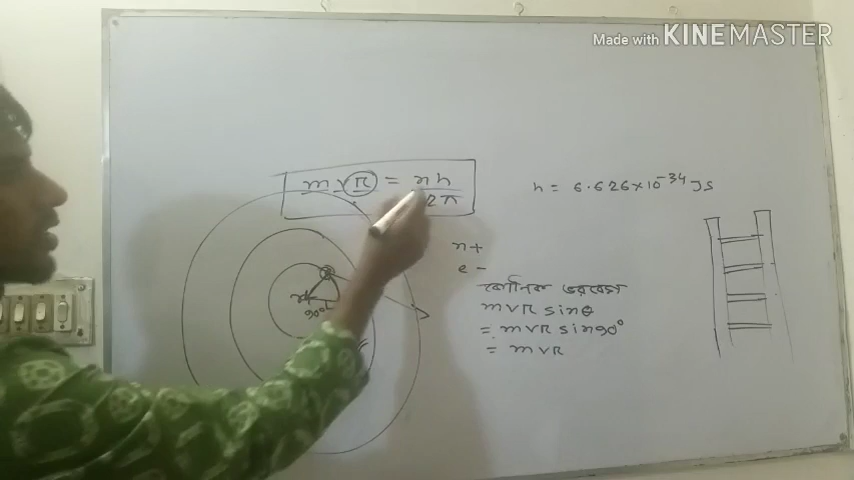 Made with KINEMASTER
mvR = nh
2π
h = 6.626×10⁻³⁴ JS
n+
e -
কৌনিক ভরবেগ
mvR sinθ
= mvR sin90°
= mvR
90°